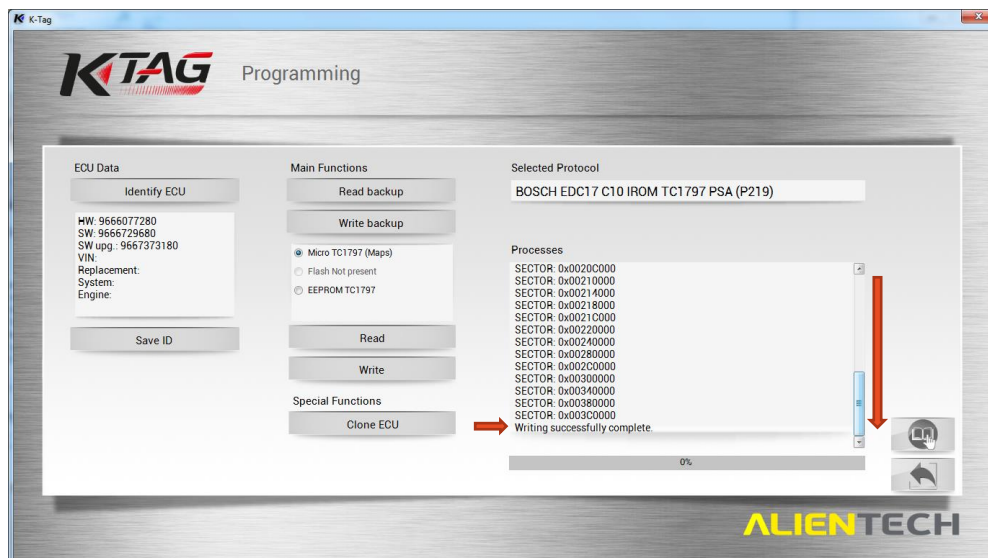 K-Tag
KTAG
Programming
ECU Data
Identify ECU
HW: 9666077280
SW: 9666729680
SW upg.: 9667373180
VIN:
Replacement:
System:
Engine:
Save ID
Main Functions
Read backup
Write backup
Micro TC1797 (Maps)
Flash Not present
EEPROM TC1797
Read
Write
Special Functions
Clone ECU
Selected Protocol
BOSCH EDC17 C10 IROM TC1797 PSA (P219)
Processes
SECTOR: 0x0020C000
SECTOR: 0x00210000
SECTOR: 0x00214000
SECTOR: 0x00218000
SECTOR: 0x0021C000
SECTOR: 0x00220000
SECTOR: 0x00240000
SECTOR: 0x00280000
SECTOR: 0x002C0000
SECTOR: 0x00300000
SECTOR: 0x00340000
SECTOR: 0x00380000
SECTOR: 0x003C0000
Writing successfully complete.
0%
ALIENTECH